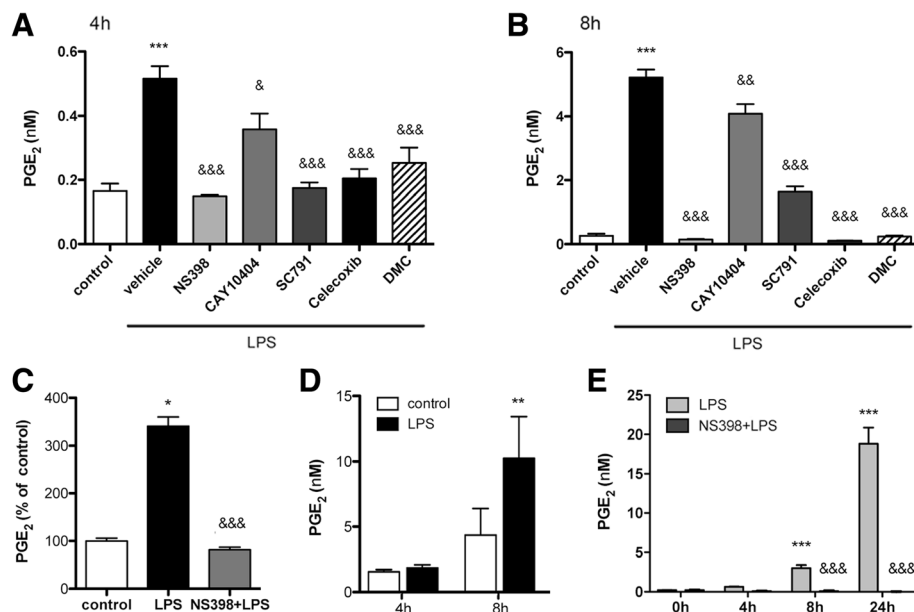 A 4h
PGE2 (nM)
0.6
0.4
0.2
0.0
***
&&&
&
&&&
&&&
&&&
control
vehicle
NS398
CAY10404
SC791
Celecoxib
DMC
LPS
B 8h
PGE2 (nM)
6
4
2
0
***
&&&
&&
&&&
&&&
&&&
control
vehicle
NS398
CAY10404
SC791
Celecoxib
DMC
LPS
C
PGE2 (% of control)
400
300
200
100
0
*
&&&
control LPS NS398+LPS
D
PGE2 (nM)
15
10
5
0
control
LPS
**
4h 8h
E
PGE2 (nM)
25
20
15
10
5
0
LPS
NS398+LPS
***
&&&
***
&&&
0h 4h 8h 24h